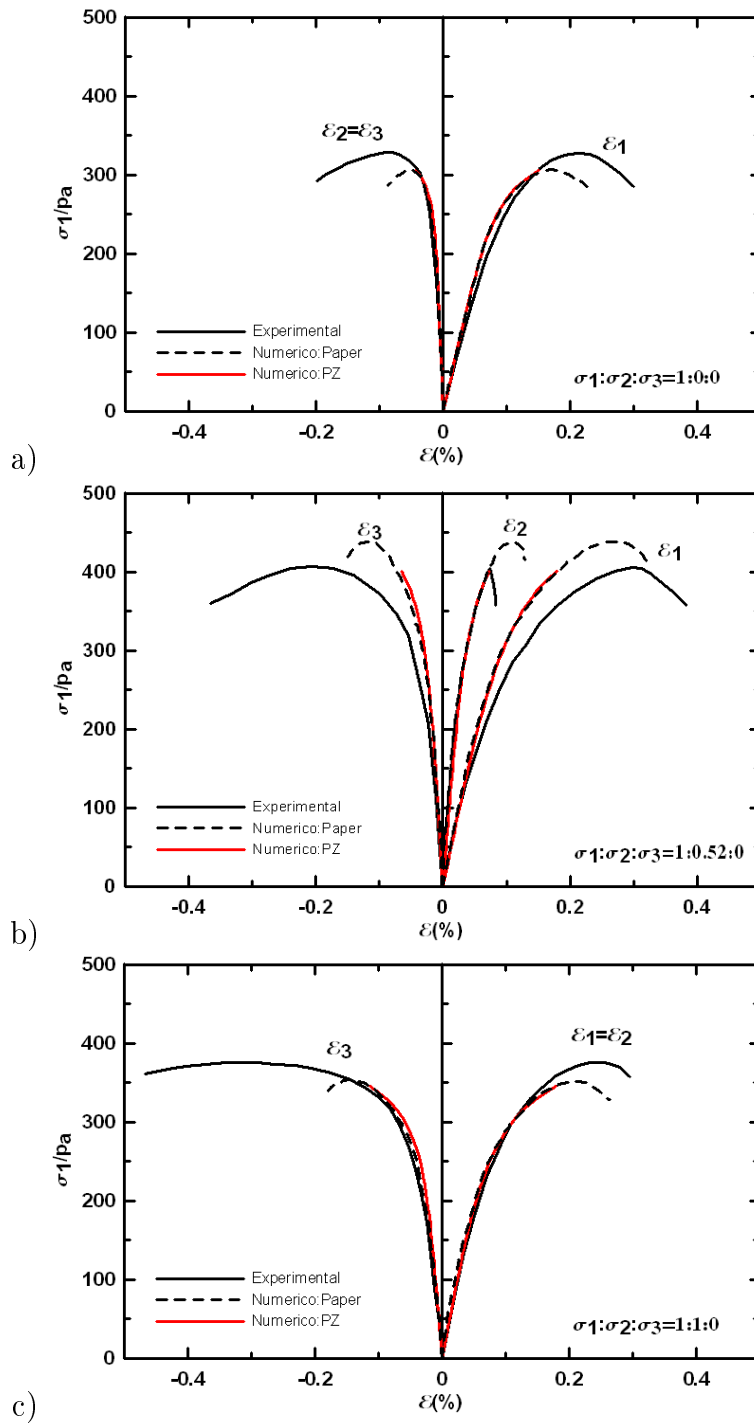 500
400
300
200
100
0
σ1/pa
ε2=ε3
ε1
Experimental
Numerico:Paper
Numerico:PZ
σ1:σ2:σ3=1:0:0
-0.4 -0.2 0 0.2 0.4
ε(%)
a)
500
400
300
200
100
0
σ1/pa
ε3
ε2
ε1
Experimental
Numerico:Paper
Numerico:PZ
σ1:σ2:σ3=1:0.52:0
-0.4 -0.2 0 0.2 0.4
ε(%)
b)
500
400
300
200
100
0
σ1/pa
ε3
ε1=ε2
Experimental
Numerico:Paper
Numerico:PZ
σ1:σ2:σ3=1:1:0
-0.4 -0.2 0 0.2 0.4
ε(%)
c)